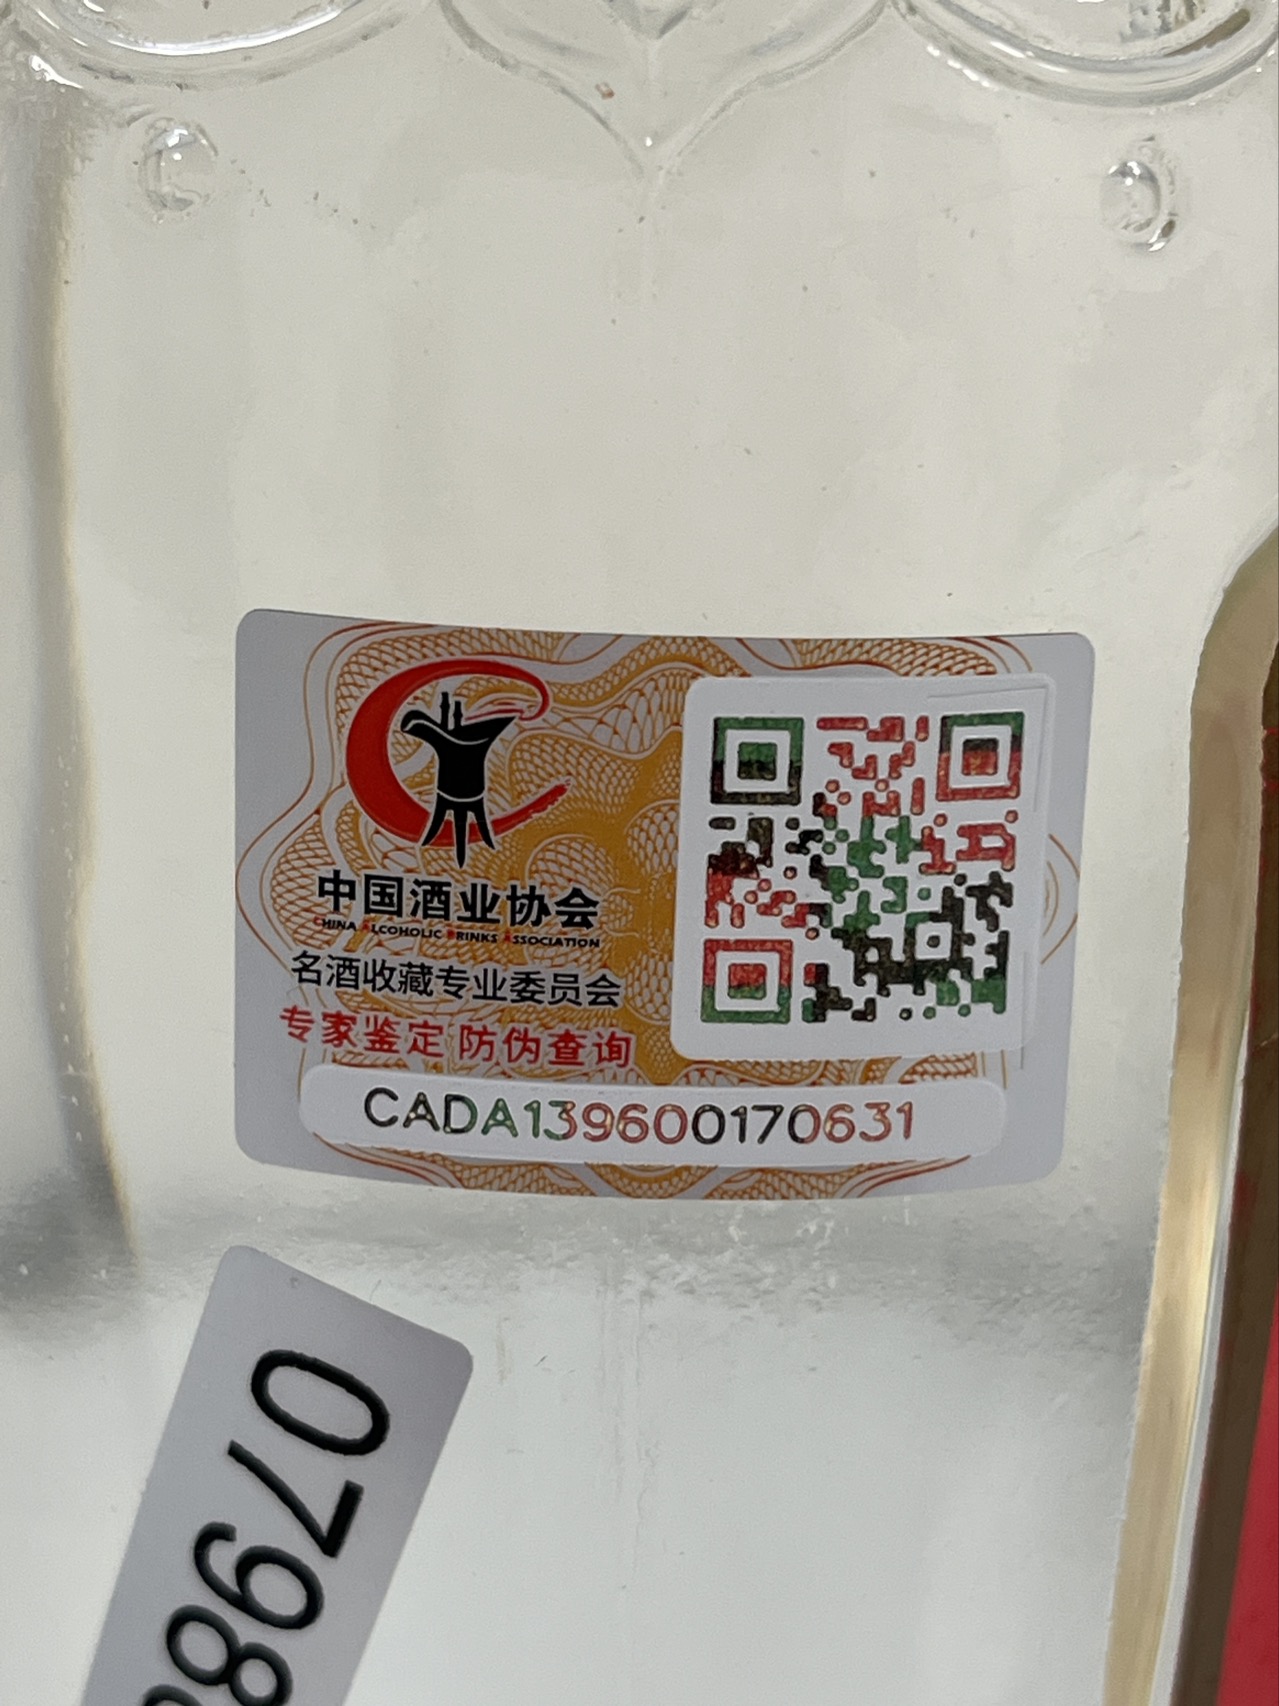 中国酒业协会
CHINA ALCOHOLIC DRINKS ASSOCIATION
名酒收藏专业委员会
专家鉴定 防伪查询
CADA139600170631
0798